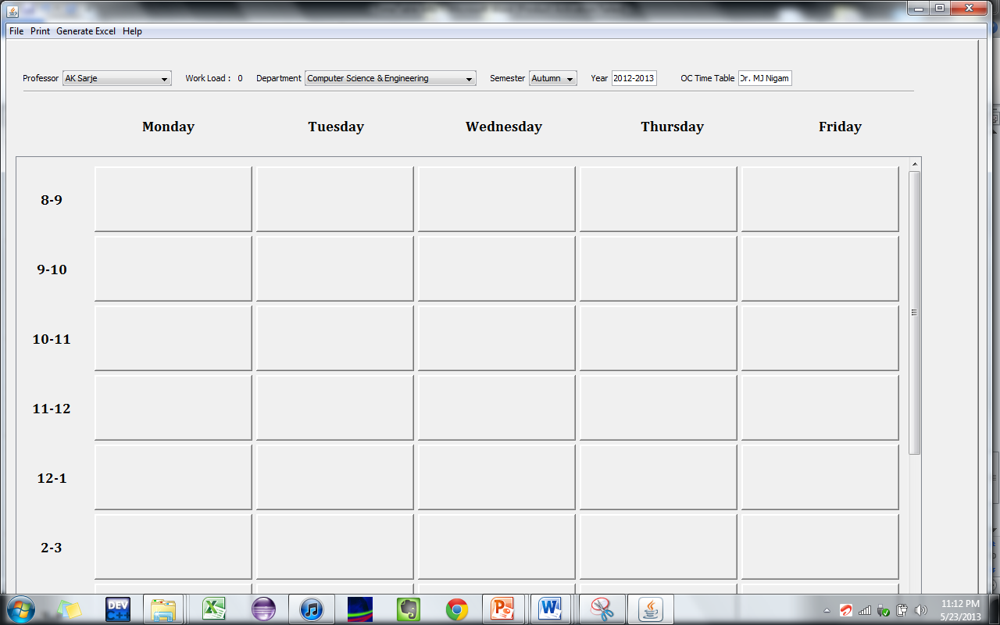 File Print Generate Excel Help
Professor AK Sarje Work Load : 0 Department Computer Science & Engineering Semester Autumn Year 2012-2013 OC Time Table Dr. MJ Nigam
Monday Tuesday Wednesday Thursday Friday
8-9
9-10
10-11
11-12
12-1
2-3
DEV C++
11:12 PM
5/23/2013